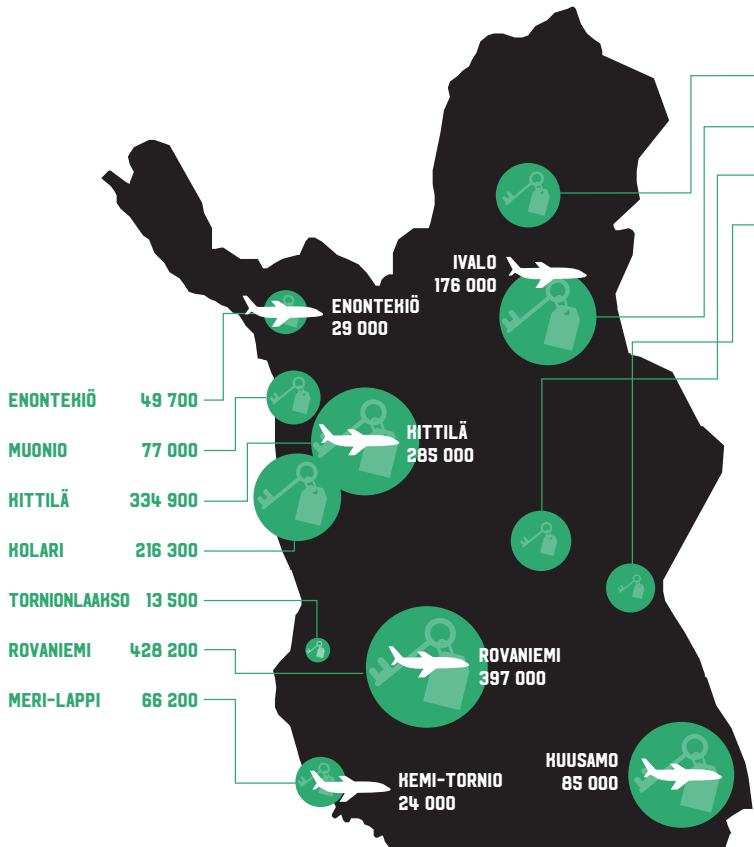 IVALO
176 000
ENONTEKIÖ
29 000
ENONTEKIÖ 49 700
MUONIO 77 000
KITTILÄ
285 000
KITTILÄ 334 900
KOLARI 216 300
TORNIONLAAKSO 13 500
ROVANIEMI 428 200
ROVANIEMI
397 000
MERI-LAPPI 66 200
KUUSAMO
85 000
KEMI-TORNIO
24 000